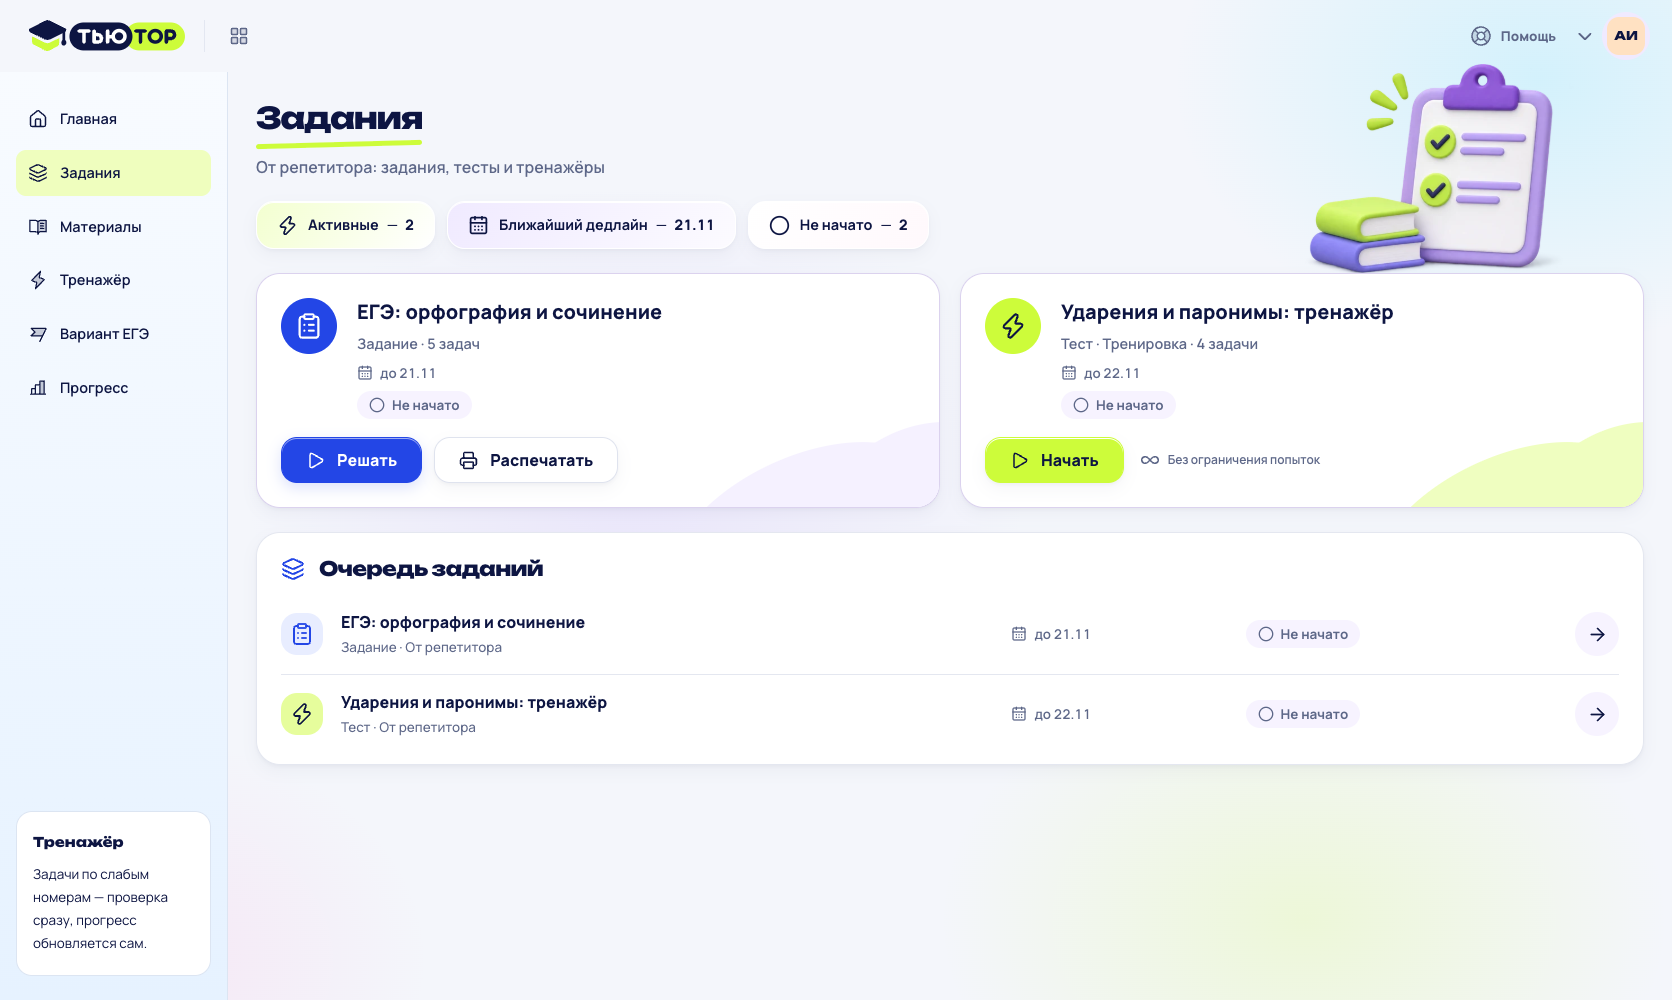 ТЬЮТОР
Помощь
АИ
Главная
Задания
Материалы
Тренажёр
Вариант ЕГЭ
Прогресс
Задания
От репетитора: задания, тесты и тренажёры
Активные – 2
Ближайший дедлайн – 21.11
Не начато – 2
ЕГЭ: орфография и сочинение
Задание · 5 задач
до 21.11
Не начато
Решать
Распечатать
Ударения и паронимы: тренажёр
Тест · Тренировка · 4 задачи
до 22.11
Не начато
Начать
Без ограничения попыток
Очередь заданий
ЕГЭ: орфография и сочинение
Задание · От репетитора
до 21.11
Не начато
Ударения и паронимы: тренажёр
Тест · От репетитора
до 22.11
Не начато
Тренажёр
Задачи по слабым
номерам — проверка
сразу, прогресс
обновляется сам.